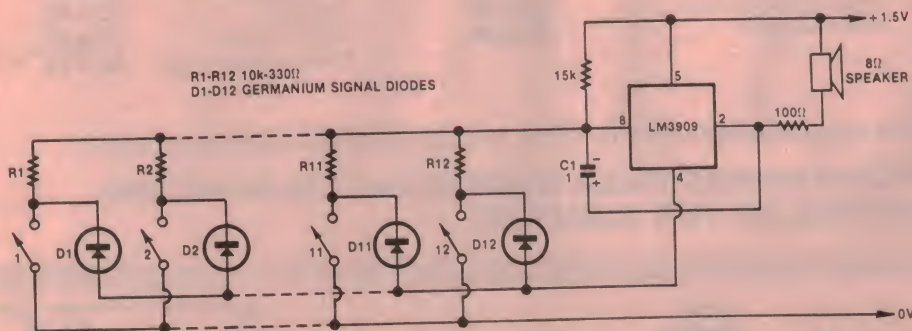 + 1.5V
R1-R12 10k-330Ω
D1-D12 GERMANIUM SIGNAL DIODES
15k
5
8Ω
SPEAKER
100Ω
8
LM3909
2
R1
R2
R11
R12
C1
1
−
+
4
1
D1
2
D2
11
D11
12
D12
0V